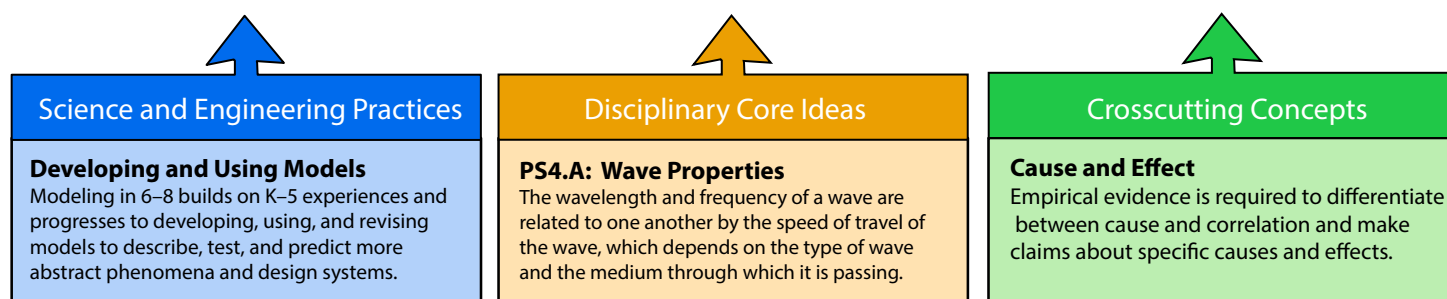 Science and Engineering Practices
Developing and Using Models
Modeling in 6–8 builds on K–5 experiences and
progresses to developing, using, and revising
models to describe, test, and predict more
abstract phenomena and design systems.
Disciplinary Core Ideas
PS4.A:  Wave Properties
The wavelength and frequency of a wave are
related to one another by the speed of travel of
the wave, which depends on the type of wave
and the medium through which it is passing.
Crosscutting Concepts
Cause and Effect
Empirical evidence is required to differentiate
between cause and correlation and make
claims about specific causes and effects.